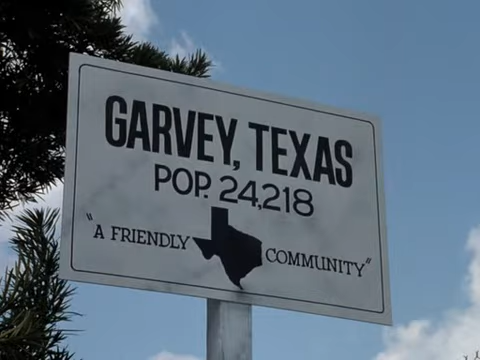 GARVEY, TEXAS
POP. 24,218
"A FRIENDLY COMMUNITY"